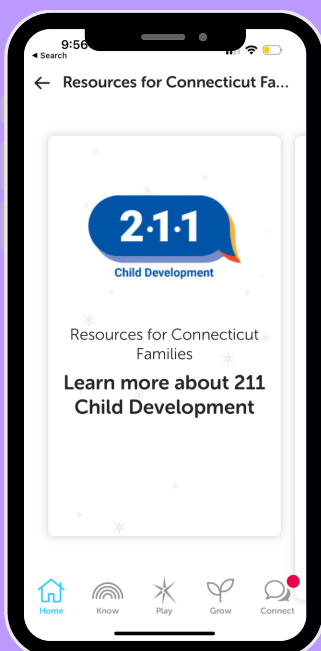 9:56
◀ Search
← Resources for Connecticut Fa...
2·1·1
Child Development
Resources for Connecticut
Families
Learn more about 211
Child Development
Home Know Play Grow Connect